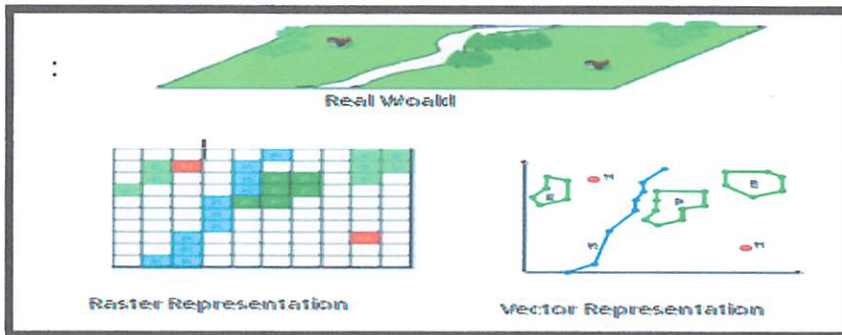 :
Real Woald
Raster Representation
E
H
R
P
E
H
Vector Representation